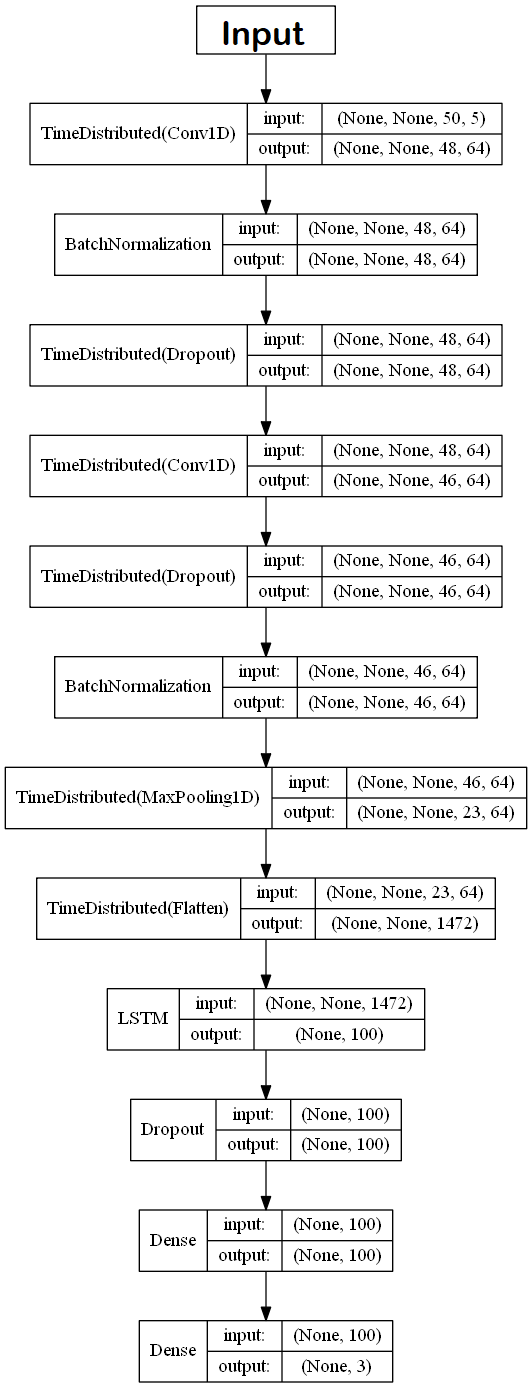 Input
TimeDistributed(Conv1D) input: (None, None, 50, 5)
output: (None, None, 48, 64)
BatchNormalization input: (None, None, 48, 64)
output: (None, None, 48, 64)
TimeDistributed(Dropout) input: (None, None, 48, 64)
output: (None, None, 48, 64)
TimeDistributed(Conv1D) input: (None, None, 48, 64)
output: (None, None, 46, 64)
TimeDistributed(Dropout) input: (None, None, 46, 64)
output: (None, None, 46, 64)
BatchNormalization input: (None, None, 46, 64)
output: (None, None, 46, 64)
TimeDistributed(MaxPooling1D) input: (None, None, 46, 64)
output: (None, None, 23, 64)
TimeDistributed(Flatten) input: (None, None, 23, 64)
output: (None, None, 1472)
LSTM input: (None, None, 1472)
output: (None, 100)
Dropout input: (None, 100)
output: (None, 100)
Dense input: (None, 100)
output: (None, 100)
Dense input: (None, 100)
output: (None, 3)